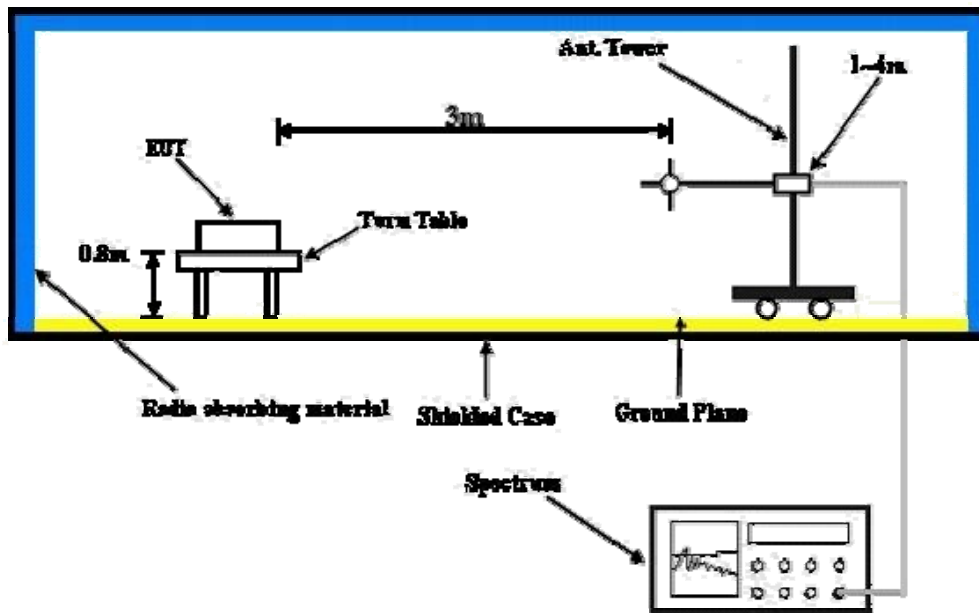 Ant. Tower
1~4m
3m
EUT
Turn Table
0.8m
Radio absorbing material
Shielded Case
Ground Plane
Spectrum